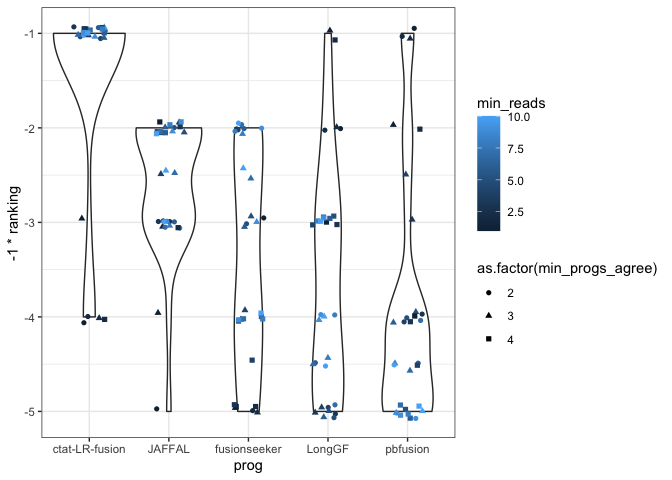 -1
-2
-3
-4
-5
-1 * ranking
ctat-LR-fusion
JAFFAL
fusionseeker
LongGF
pbfusion
prog
min_reads
10.0
7.5
5.0
2.5
as.factor(min_progs_agree)
2
3
4